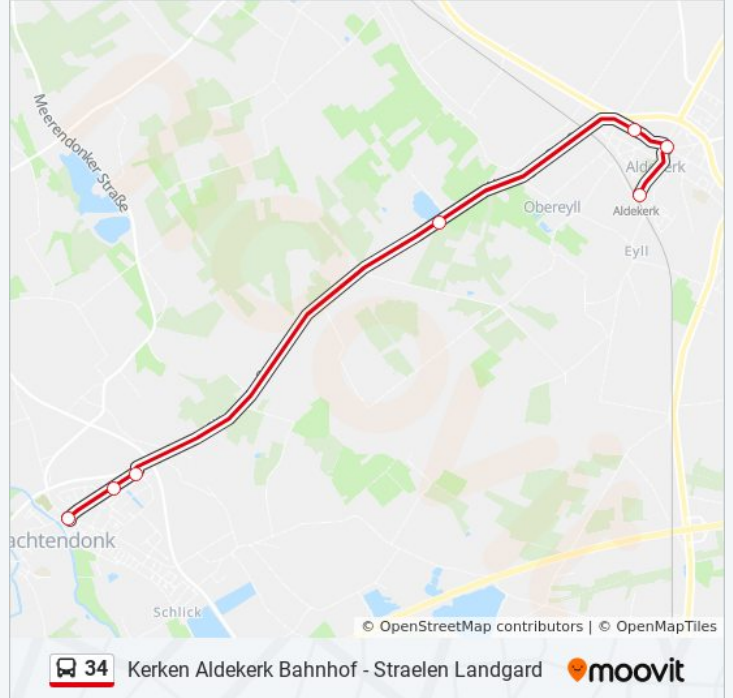 Meerendonker Straße
Aldekerk
Obereyll
Aldekerk
Eyll
achtendonk
Schlick
© OpenStreetMap contributors | © OpenMapTiles
34 Kerken Aldekerk Bahnhof - Straelen Landgard moovit